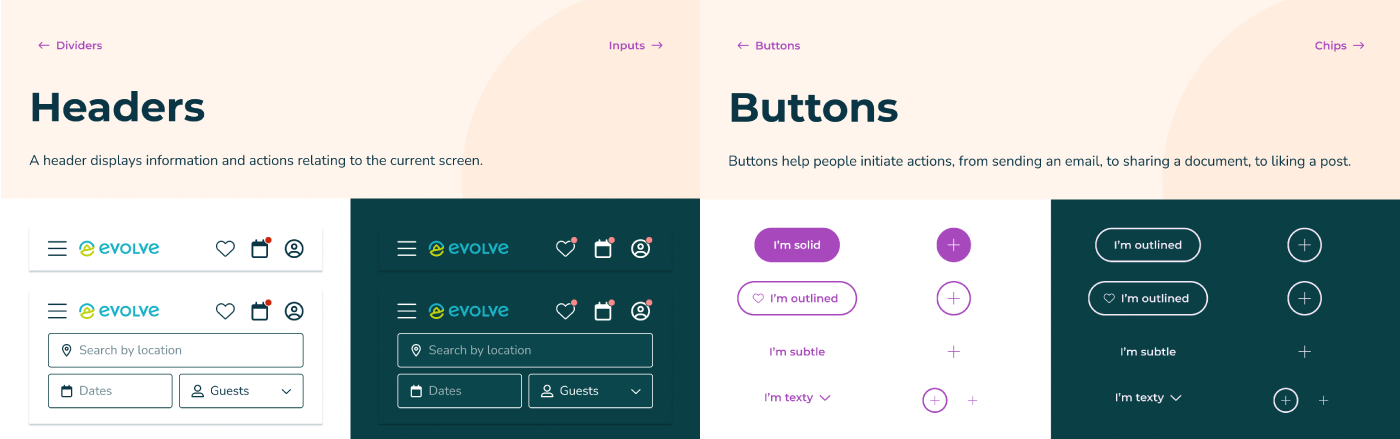 ← Dividers
Inputs →
Headers
A header displays information and actions relating to the current screen.
evolve
evolve
Search by location
Dates
Guests
evolve
evolve
Search by location
Dates
Guests
← Buttons
Chips →
Buttons
Buttons help people initiate actions, from sending an email, to sharing a document, to liking a post.
I'm solid
I'm outlined
I'm subtle
I'm texty
I'm outlined
I'm outlined
I'm subtle
I'm texty